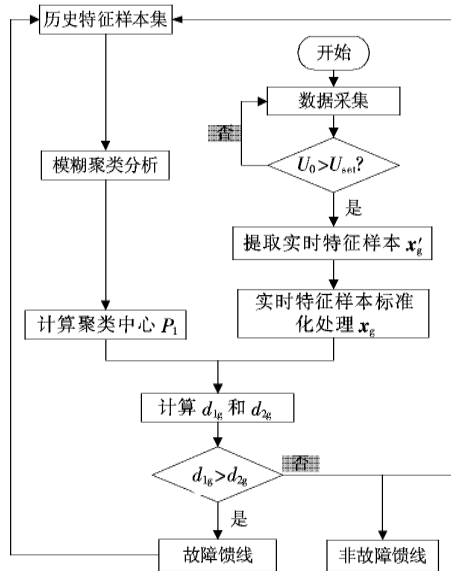 历史特征样本集
开始
数据采集
否
模糊聚类分析
U₀>Uset?
是
提取实时特征样本 x′g
实时特征样本标准
化处理 xg
计算聚类中心 P₁
计算 d₁g 和 d₂g
否
d₁g>d₂g
是
故障馈线
非故障馈线